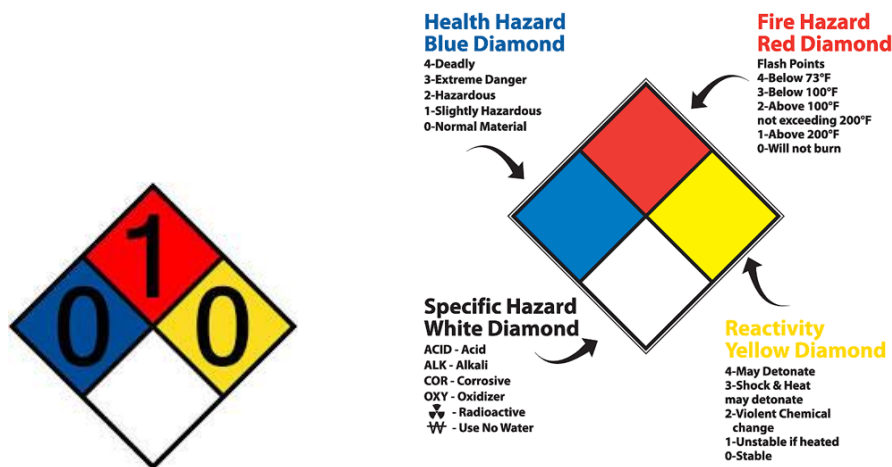 Health Hazard
Blue Diamond
4-Deadly
3-Extreme Danger
2-Hazardous
1-Slightly Hazardous
0-Normal Material
Fire Hazard
Red Diamond
Flash Points
4-Below 73°F
3-Below 100°F
2-Above 100°F
not exceeding 200°F
1-Above 200°F
0-Will not burn
1
0 0
Specific Hazard
White Diamond
ACID - Acid
ALK - Alkali
COR - Corrosive
OXY - Oxidizer
- Radioactive
W - Use No Water
Reactivity
Yellow Diamond
4-May Detonate
3-Shock & Heat
may detonate
2-Violent Chemical
change
1-Unstable if heated
0-Stable